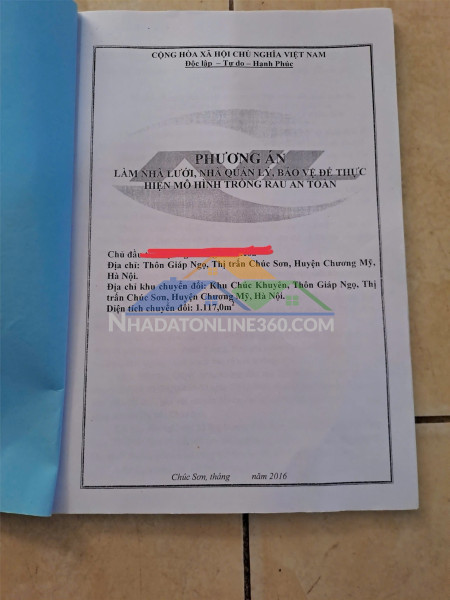 CỘNG HÒA XÃ HỘI CHỦ NGHĨA VIỆT NAM
Độc lập – Tự do – Hạnh Phúc
PHƯƠNG ÁN
LÀM NHÀ LƯỚI, NHÀ QUẢN LÝ, BẢO VỆ ĐỂ THỰC
HIỆN MÔ HÌNH TRỒNG RAU AN TOÀN
Chủ đầu
Địa chỉ: Thôn Giáp Ngọ, Thị trấn Chúc Sơn, Huyện Chương Mỹ,
Hà Nội.
Địa chỉ khu chuyển đổi: Khu Chúc Khuyên, Thôn Giáp Ngọ, Thị
trấn Chúc Sơn, Huyện Chương Mỹ, Hà Nội.
Diện tích chuyển đổi: 1.117,0m²
NHADATONLINE360.COM
Chúc Sơn, tháng năm 2016